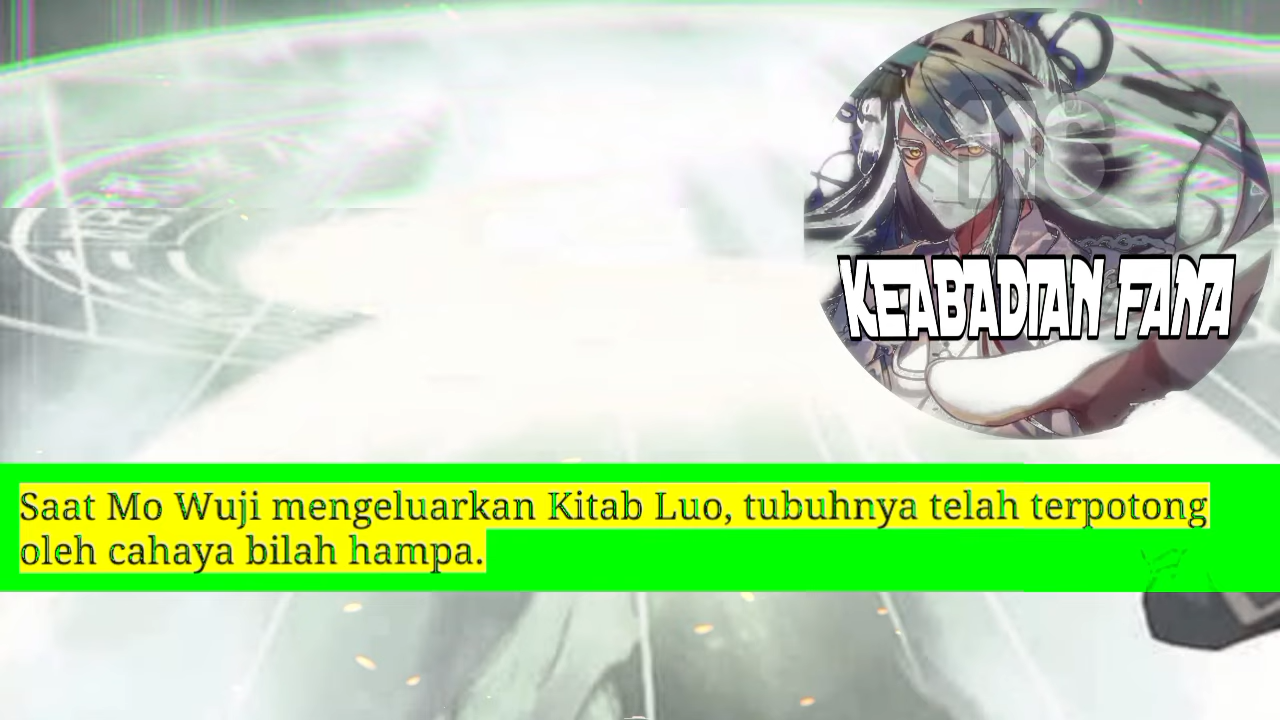 KEABADIAN FANA
Saat Mo Wuji mengeluarkan Kitab Luo, tubuhnya telah terpotong
oleh cahaya bilah hampa.